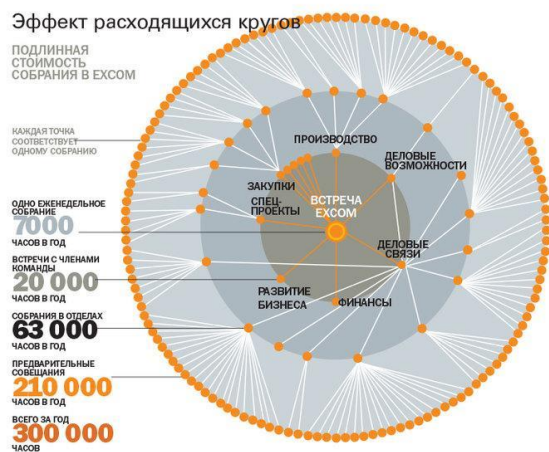 Эффект расходящихся кругов
ПОДЛИННАЯ
СТОИМОСТЬ
СОБРАНИЯ В EXCOM
КАЖДАЯ ТОЧКА
СООТВЕТСТВУЕТ
ОДНОМУ СОБРАНИЮ
ПРОИЗВОДСТВО
ДЕЛОВЫЕ
ВОЗМОЖНОСТИ
ЗАКУПКИ
СПЕЦ-
ПРОЕКТЫ
ВСТРЕЧА
EXCOM
ДЕЛОВЫЕ
СВЯЗИ
РАЗВИТИЕ
БИЗНЕСА
ФИНАНСЫ
ОДНО ЕЖЕНЕДЕЛЬНОЕ
СОБРАНИЕ
7000
ЧАСОВ В ГОД
ВСТРЕЧИ С ЧЛЕНАМИ
КОМАНДЫ
20 000
ЧАСОВ В ГОД
СОБРАНИЯ В ОТДЕЛАХ
63 000
ЧАСОВ В ГОД
ПРЕДВАРИТЕЛЬНЫЕ
СОВЕЩАНИЯ
210 000
ЧАСОВ В ГОД
ВСЕГО ЗА ГОД
300 000
ЧАСОВ